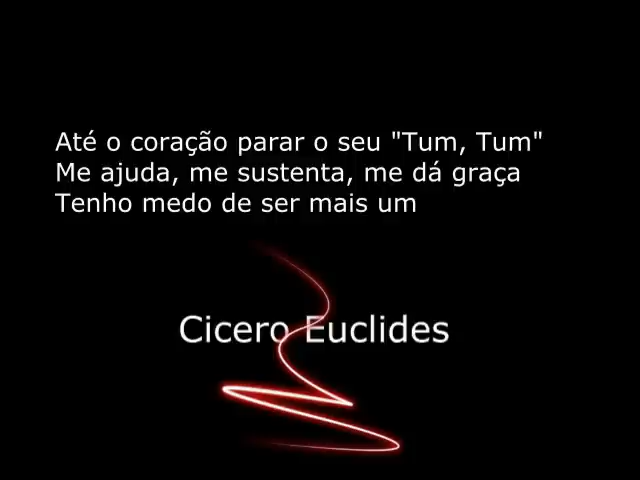 Até o coração parar o seu "Tum, Tum"
Me ajuda, me sustenta, me dá graça
Tenho medo de ser mais um
Cicero Euclides